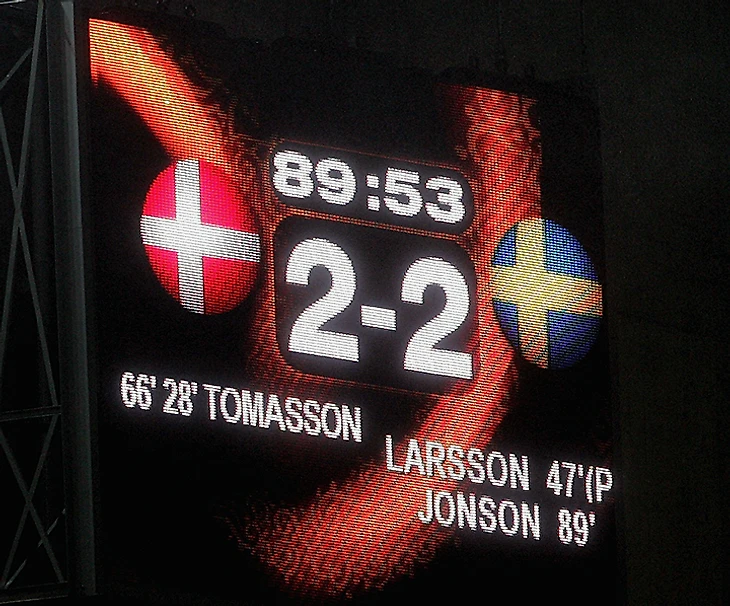 89:53
2-2
66' 28' TOMASSON
LARSSON 47'(P
JONSON 89'